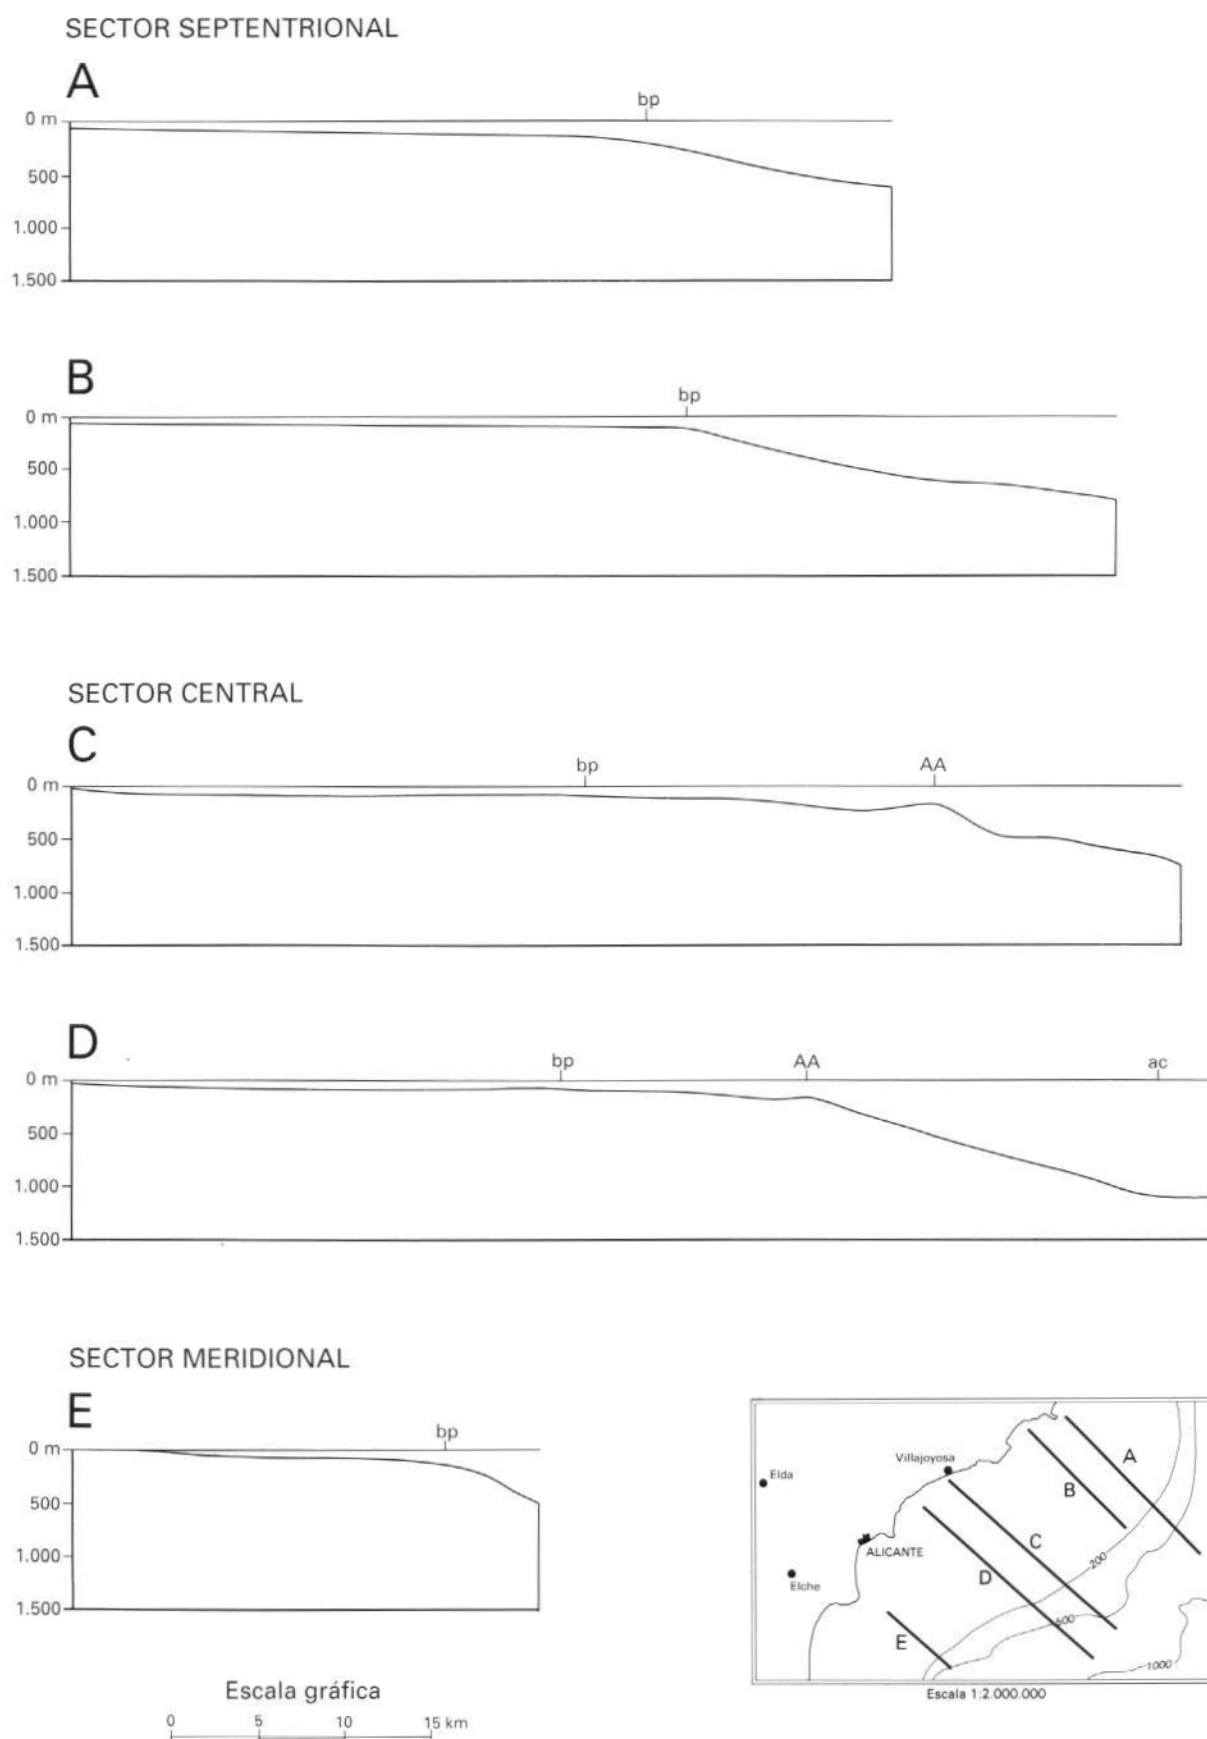 SECTOR SEPTENTRIONAL
A
bp
0 m
500
1.000
1.500
B
bp
0 m
500
1.000
1.500
SECTOR CENTRAL
C
bp AA
0 m
500
1.000
1.500
D
bp AA ac
0 m
500
1.000
1.500
SECTOR MERIDIONAL
E
bp
0 m
500
1.000
1.500
Escala gráfica
0 5 10 15 km
Villajoyosa
Elda
ALICANTE
Elche
A
B
C
D
E
200
500
1000
Escala 1:2.000.000